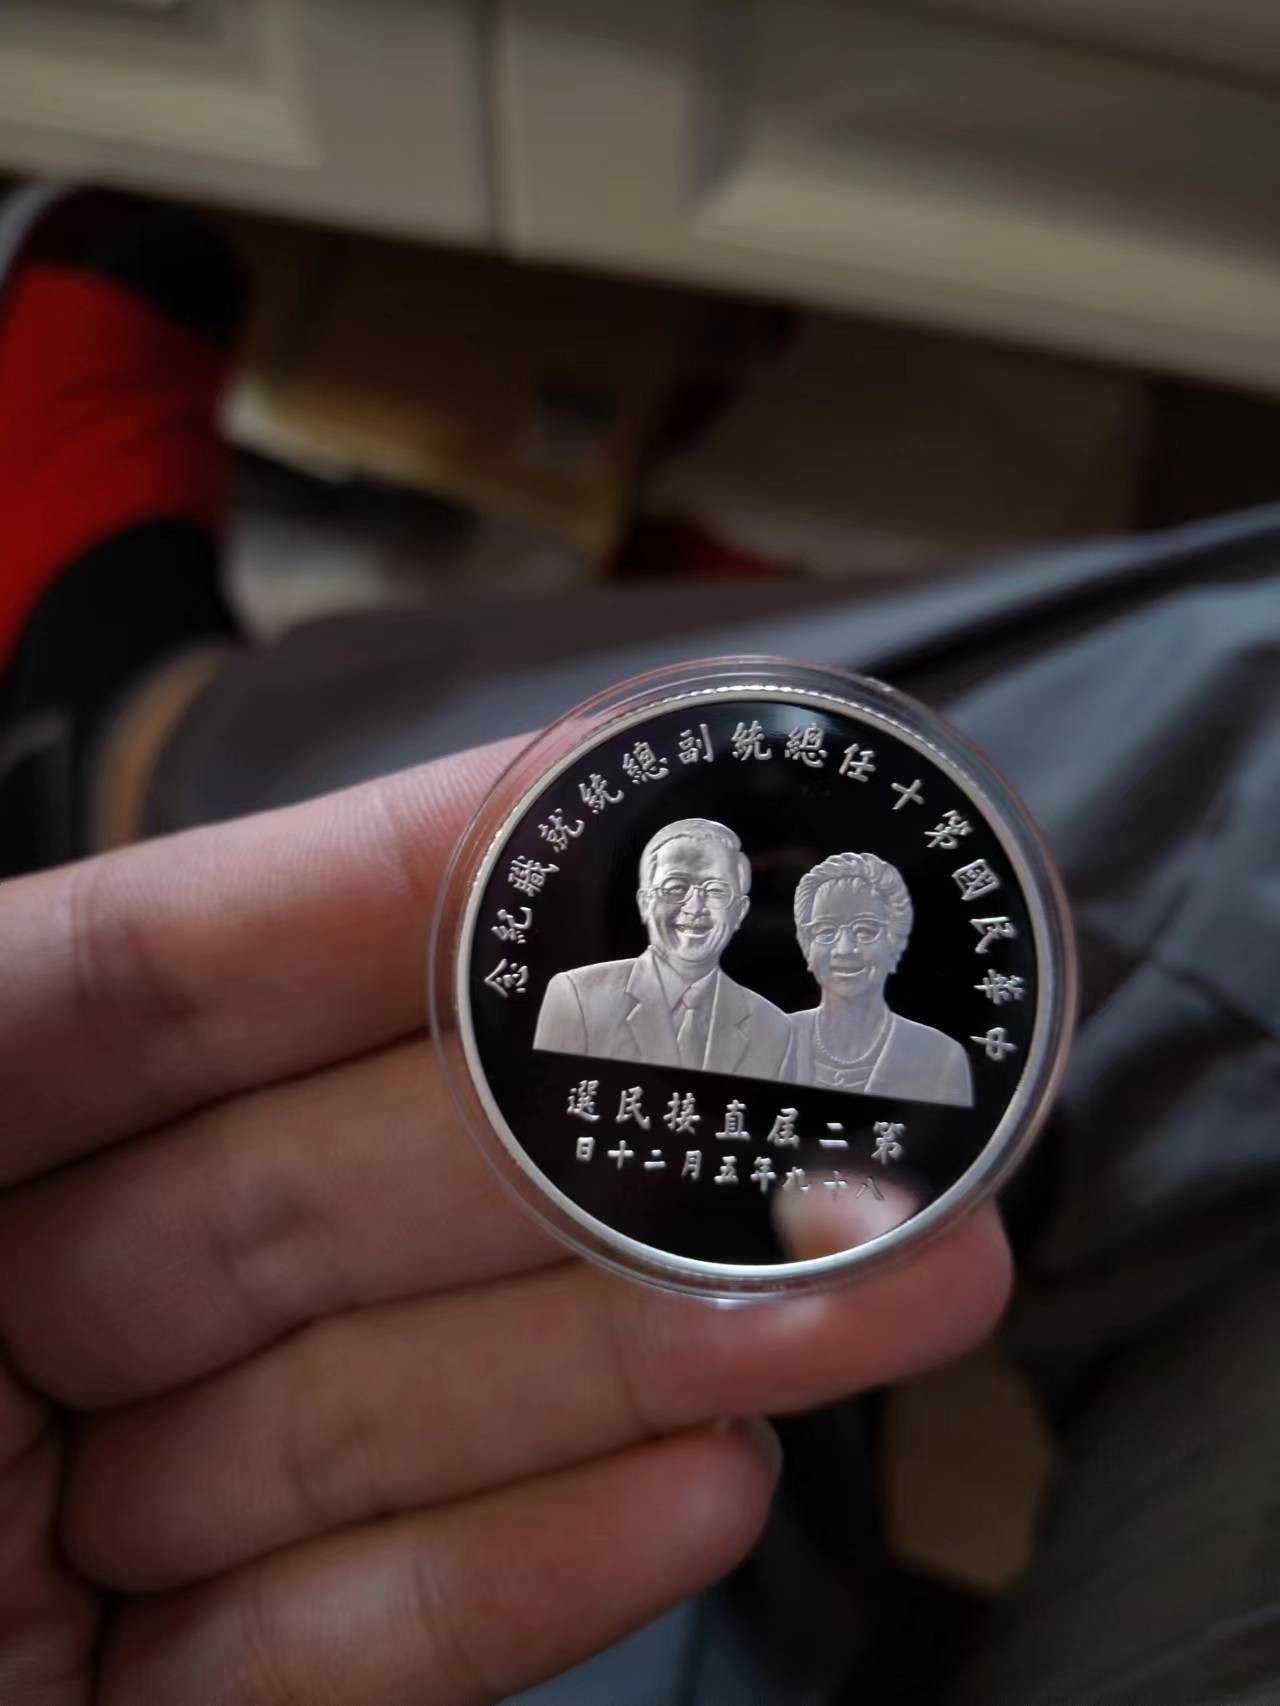 中華民國第十任總統副總統就職紀念
第二屆直接民選
八十九年五月二十日